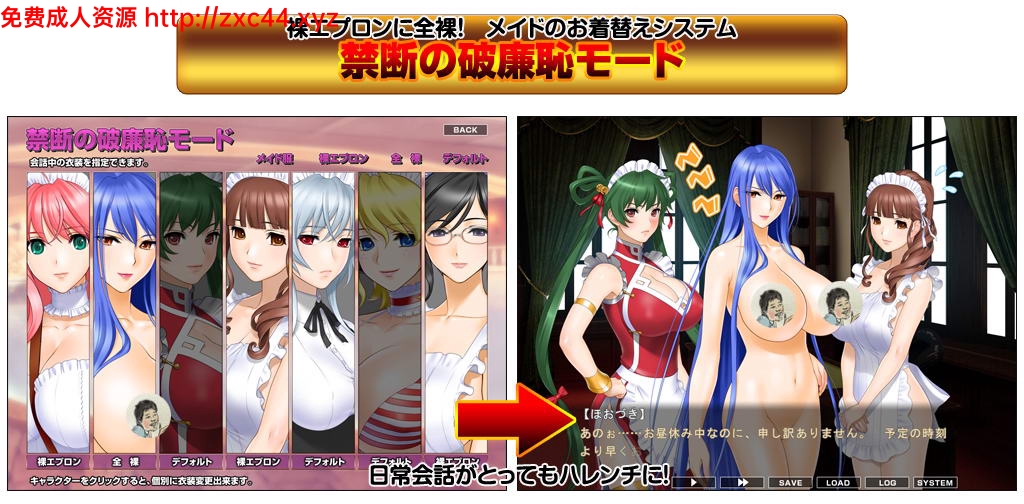 免费成人资源 http://zxc44.xyz
裸エプロンに全裸! メイドのお着替えシステム
禁断の破廉恥モード
禁断の破廉恥モード
BACK
会話中の衣装を指定できます。
メイド服 裸エプロン 全 裸 デフォルト
裸エプロン 全 裸 デフォルト 裸エプロン デフォルト デフォルト 裸エプロン
キャラクターをクリックすると、個別に衣装変更出来ます。
【ほおづき】
あのぉ……お昼休み中なのに、申し訳ありません。 予定の時刻
より早く
SAVE LOAD LOG SYSTEM
日常会話がとってもハレンチに!